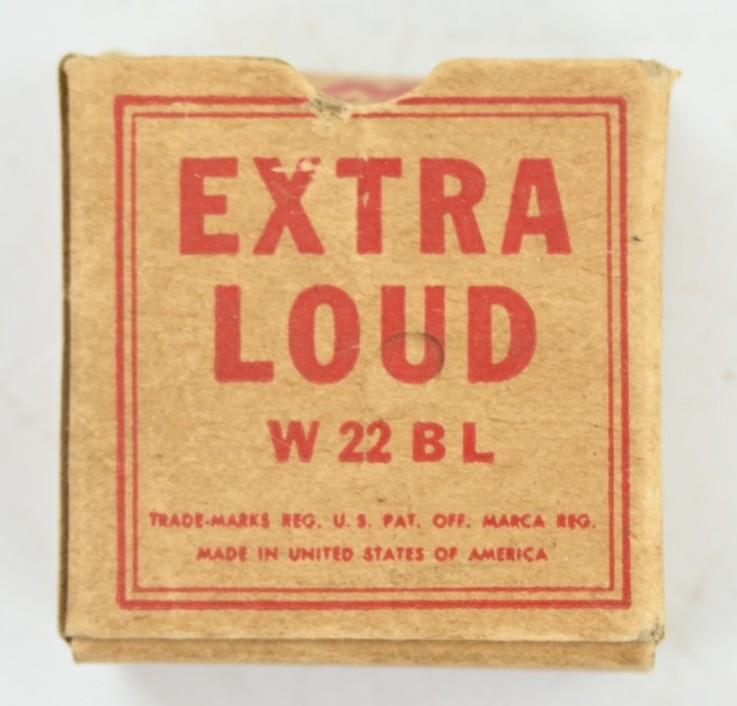 EXTRA
LOUD
W 22 BL
TRADE-MARKS REG. U. S. PAT. OFF. MARCA REG.
MADE IN UNITED STATES OF AMERICA